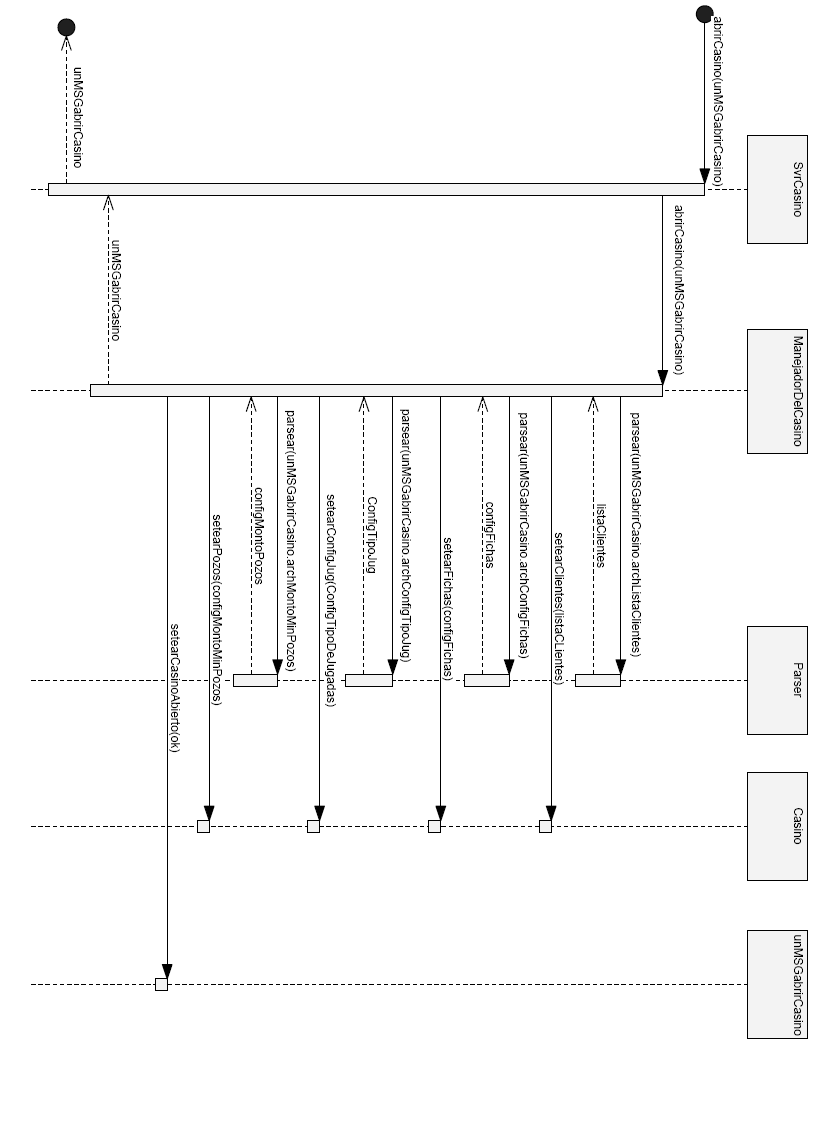 SvrCasino
ManejadorDelCasino
Parser
Casino
unMSGabrirCasino
abrirCasino(unMSGabrirCasino)
abrirCasino(unMSGabrirCasino)
parsear(unMSGabrirCasino.archListaClientes)
listaClientes
setearClientes(listaCLientes)
parsear(unMSGabrirCasino.archConfigFichas)
configFichas
setearFichas(configFichas)
parsear(unMSGabrirCasino.archConfigTipoJug)
ConfigTipoJug
setearConfigJug(ConfigTipoDeJugadas)
parsear(unMSGabrirCasino.archMontoMinPozos)
configMontoPozos
setearPozos(configMontoMinPozos)
setearCasinoAbierto(ok)
unMSGabrirCasino
unMSGabrirCasino